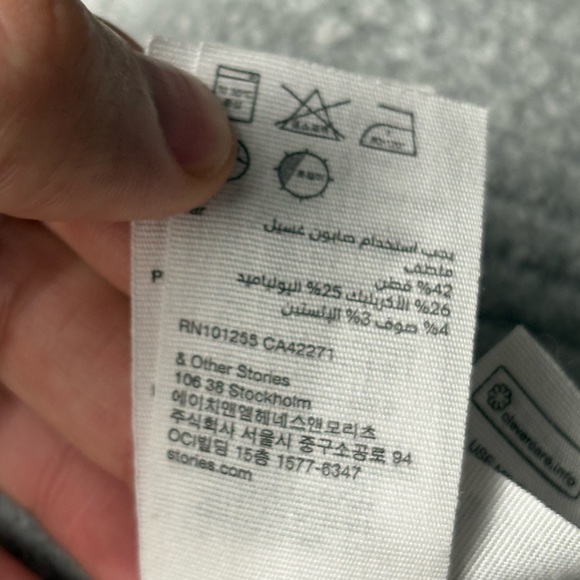 يجب استخدام صابون غسيل
ملطف
42% قطن
26% الأكريليك 25% البولياميد
4% صوف 3% اليلستين
RN101255 CA42271
& Other Stories
106 38 Stockholm
에이치앤엠헤네스앤모리츠
주식회사 서울시 중구소공로 94
OCI빌딩 15층 1577-6347
stories.com
P
clevercare.info